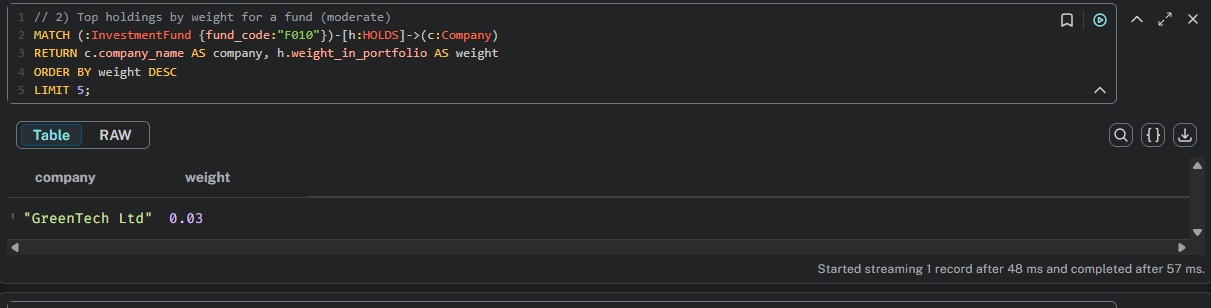 1 // 2) Top holdings by weight for a fund (moderate)
2 MATCH (:InvestmentFund {fund_code:"F010"})-[h:HOLDS]->(c:Company)
3 RETURN c.company_name AS company, h.weight_in_portfolio AS weight
4 ORDER BY weight DESC
5 LIMIT 5;
Table RAW
company weight
1 "GreenTech Ltd" 0.03
Started streaming 1 record after 48 ms and completed after 57 ms.